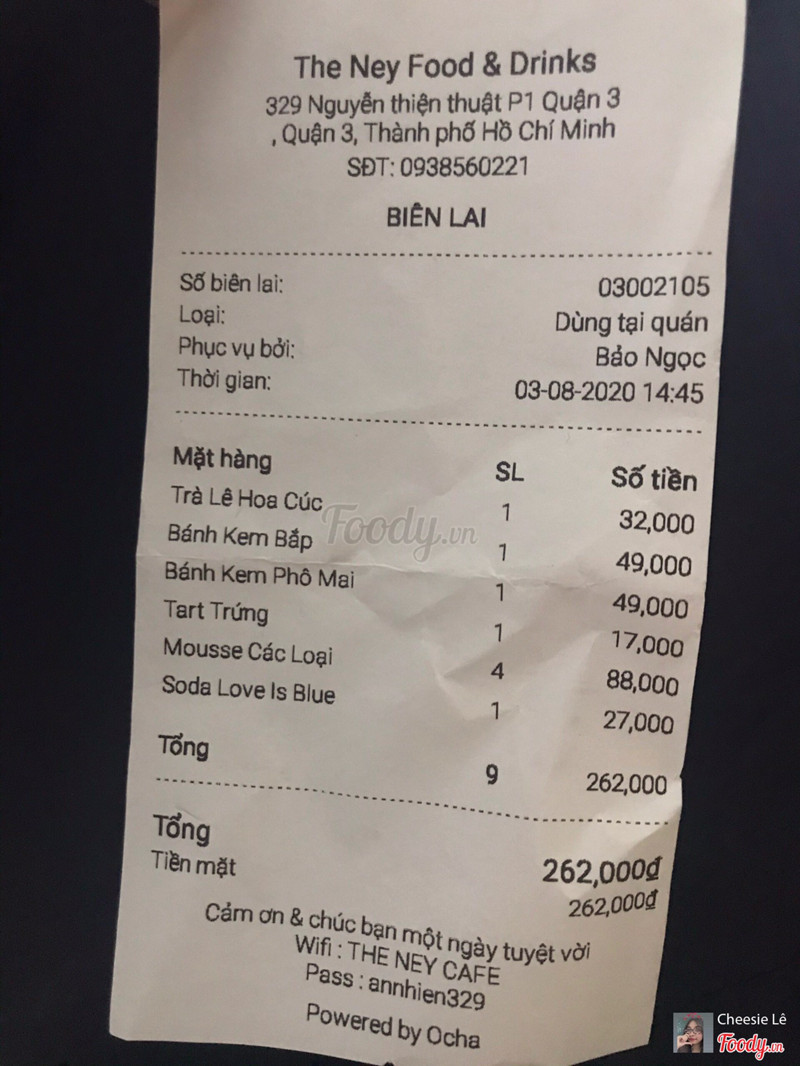 The Ney Food & Drinks
329 Nguyễn thiện thuật P1 Quận 3
, Quận 3, Thành phố Hồ Chí Minh
SĐT: 0938560221
BIÊN LAI
Số biên lai: 03002105
Loại: Dùng tại quán
Phục vụ bởi: Bảo Ngọc
Thời gian: 03-08-2020 14:45
Mặt hàng SL Số tiền
Trà Lê Hoa Cúc 1 32,000
Bánh Kem Bắp 1 49,000
Bánh Kem Phô Mai 1 49,000
Tart Trứng 1 17,000
Mousse Các Loại 4 88,000
Soda Love Is Blue 1 27,000
Tổng 9 262,000
Tổng 262,000₫
Tiền mặt 262,000₫
Cảm ơn & chúc bạn một ngày tuyệt vời
Wifi : THE NEY CAFE
Pass : annhien329
Powered by Ocha
Foody.vn
Cheesie Lê
Foody.vn